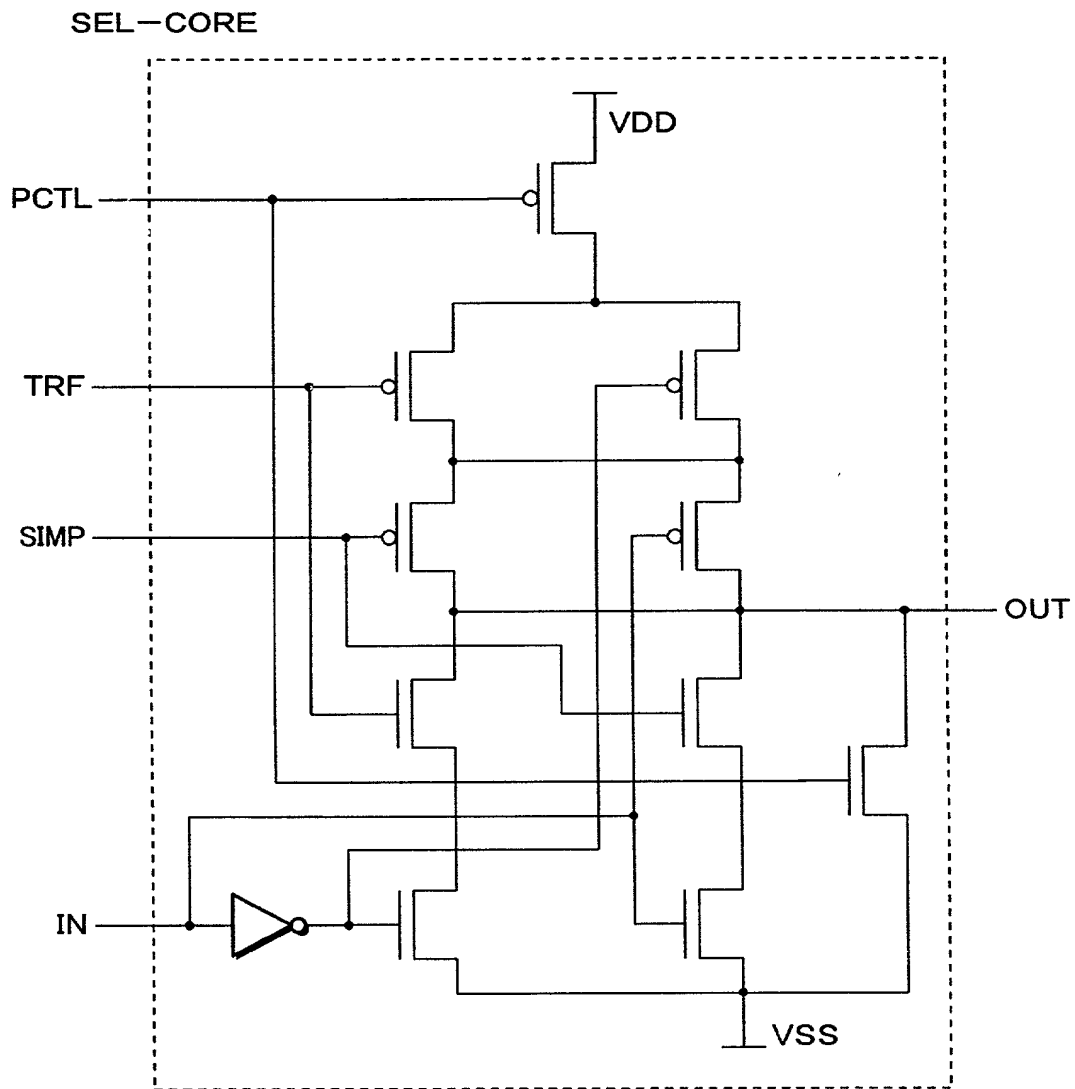 SEL-CORE
VDD
PCTL
TRF
SIMP
OUT
IN
VSS